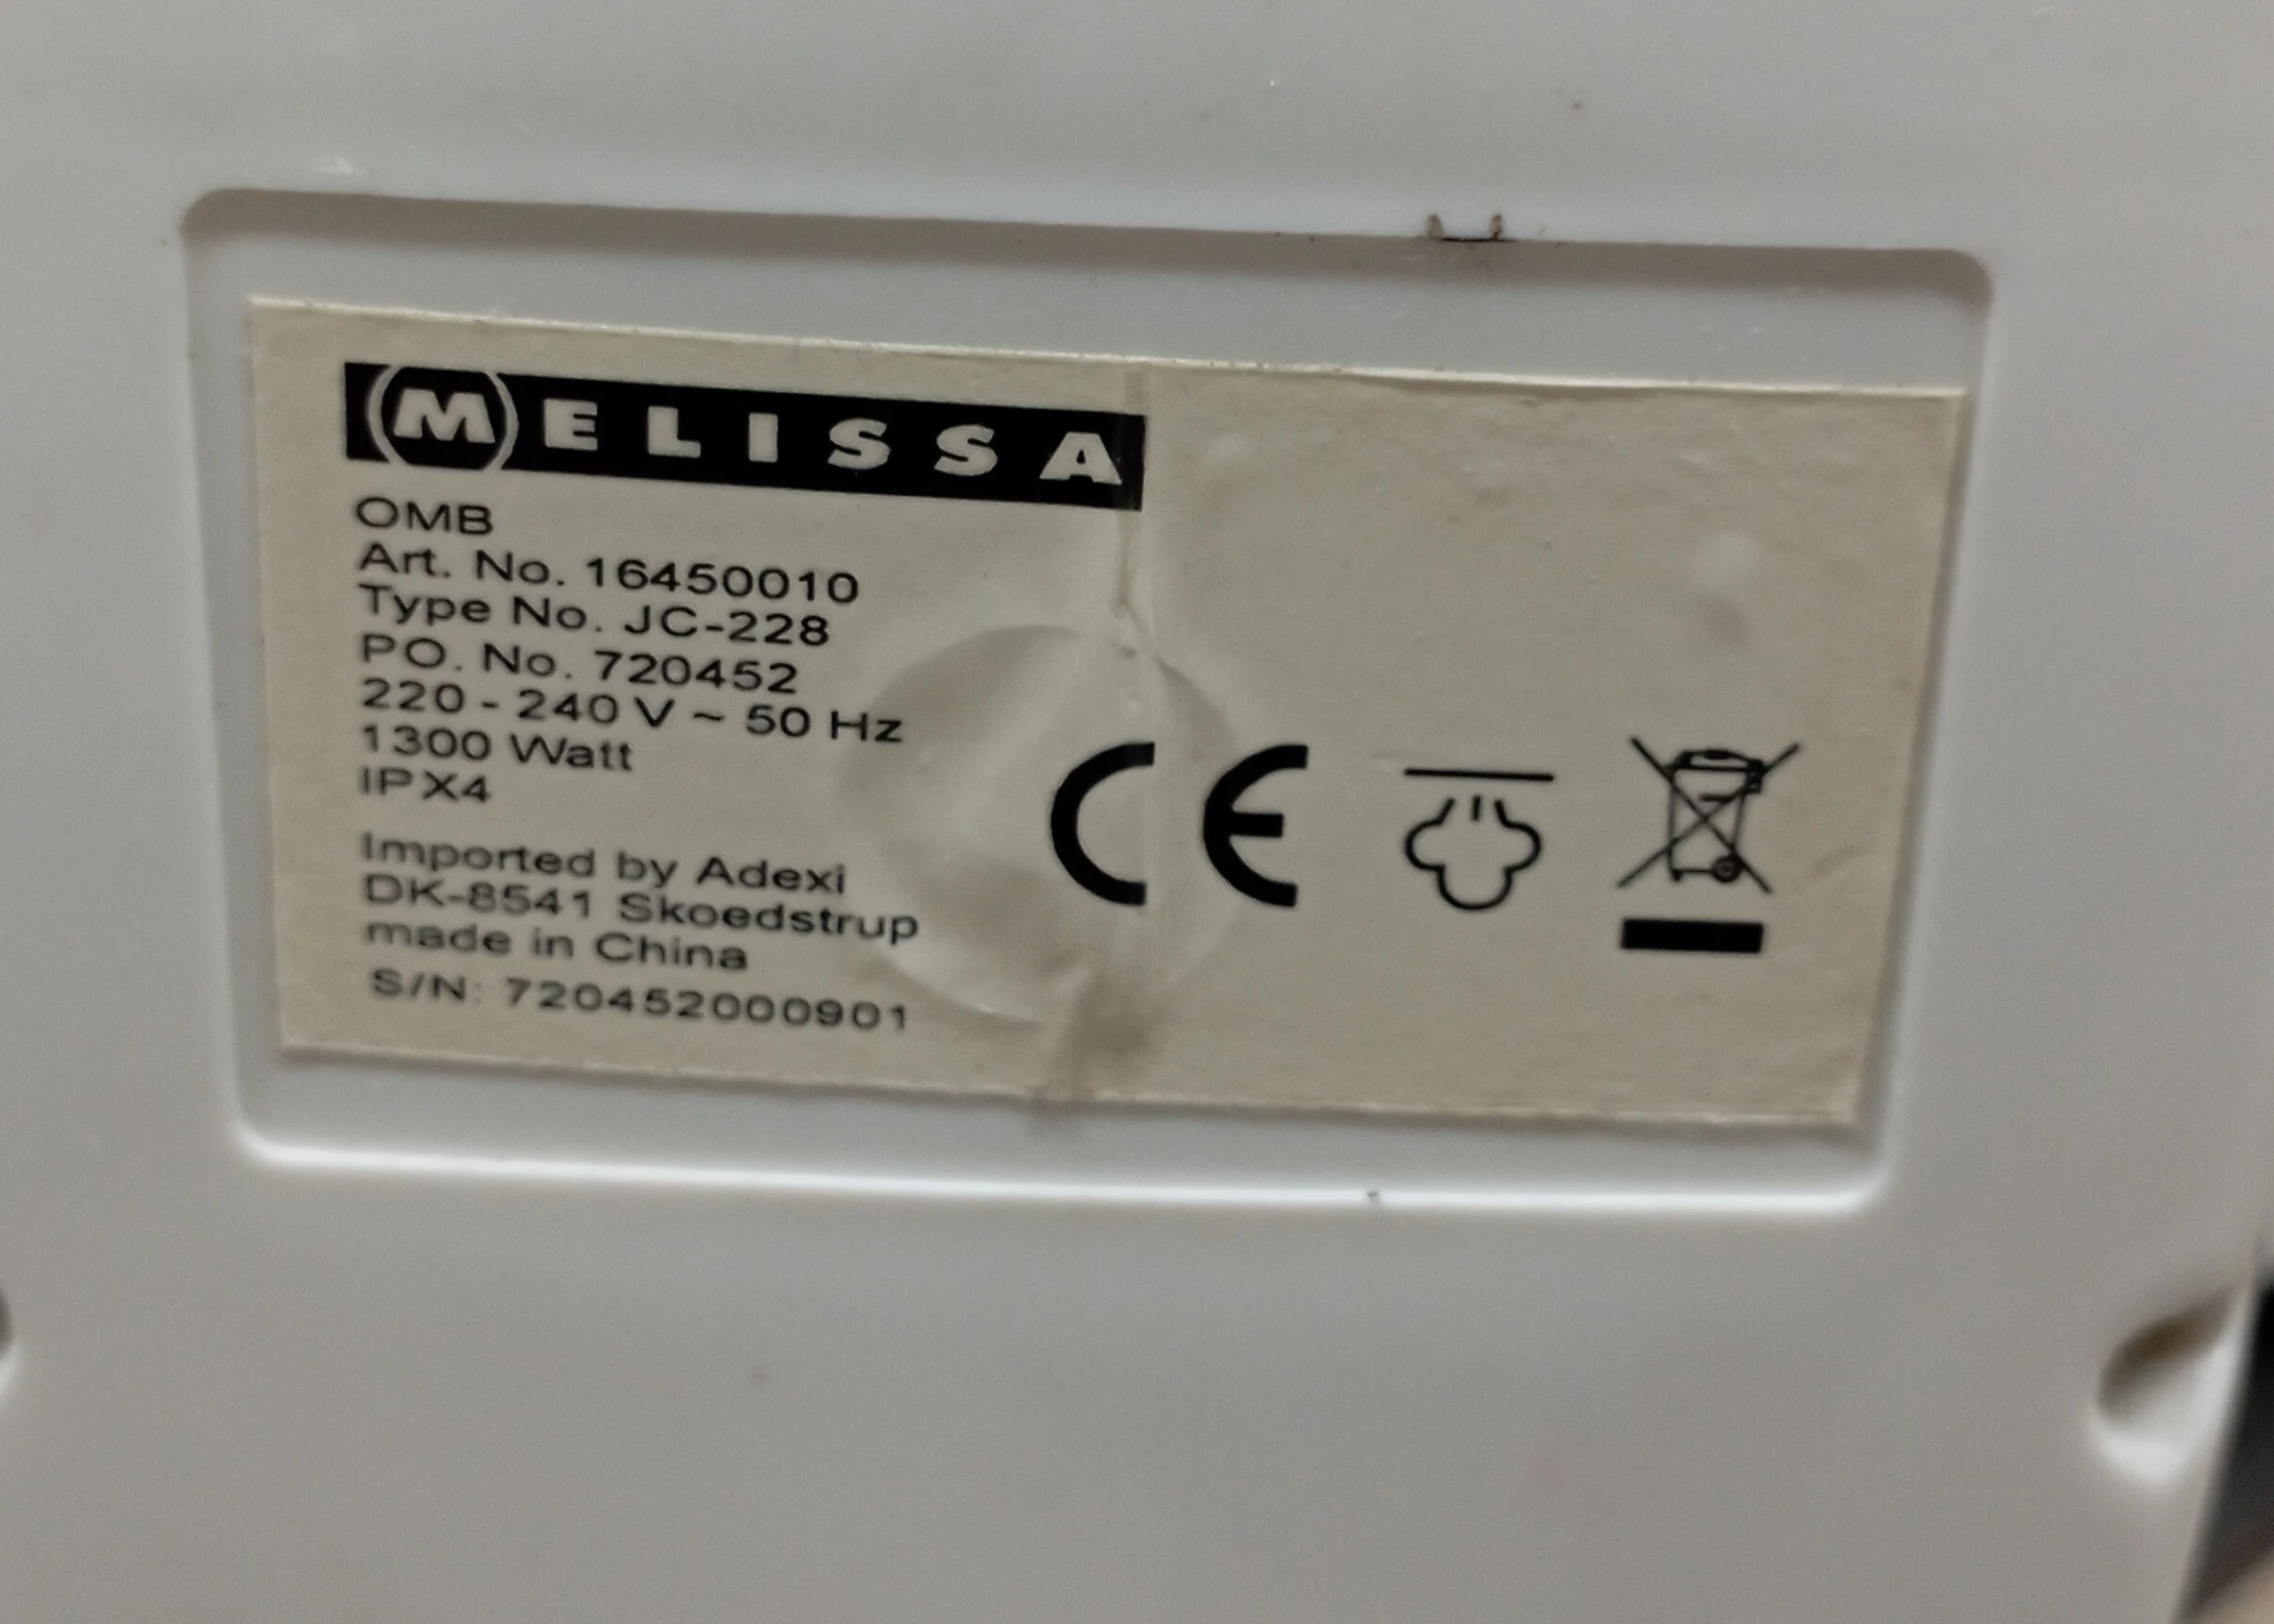 MELISSA
OMB
Art. No. 16450010
Type No. JC-228
PO. No. 720452
220 - 240 V ~ 50 Hz
1300 Watt
IPX4
Imported by Adexi
DK-8541 Skoedstrup
made in China
S/N: 720452000901
CE